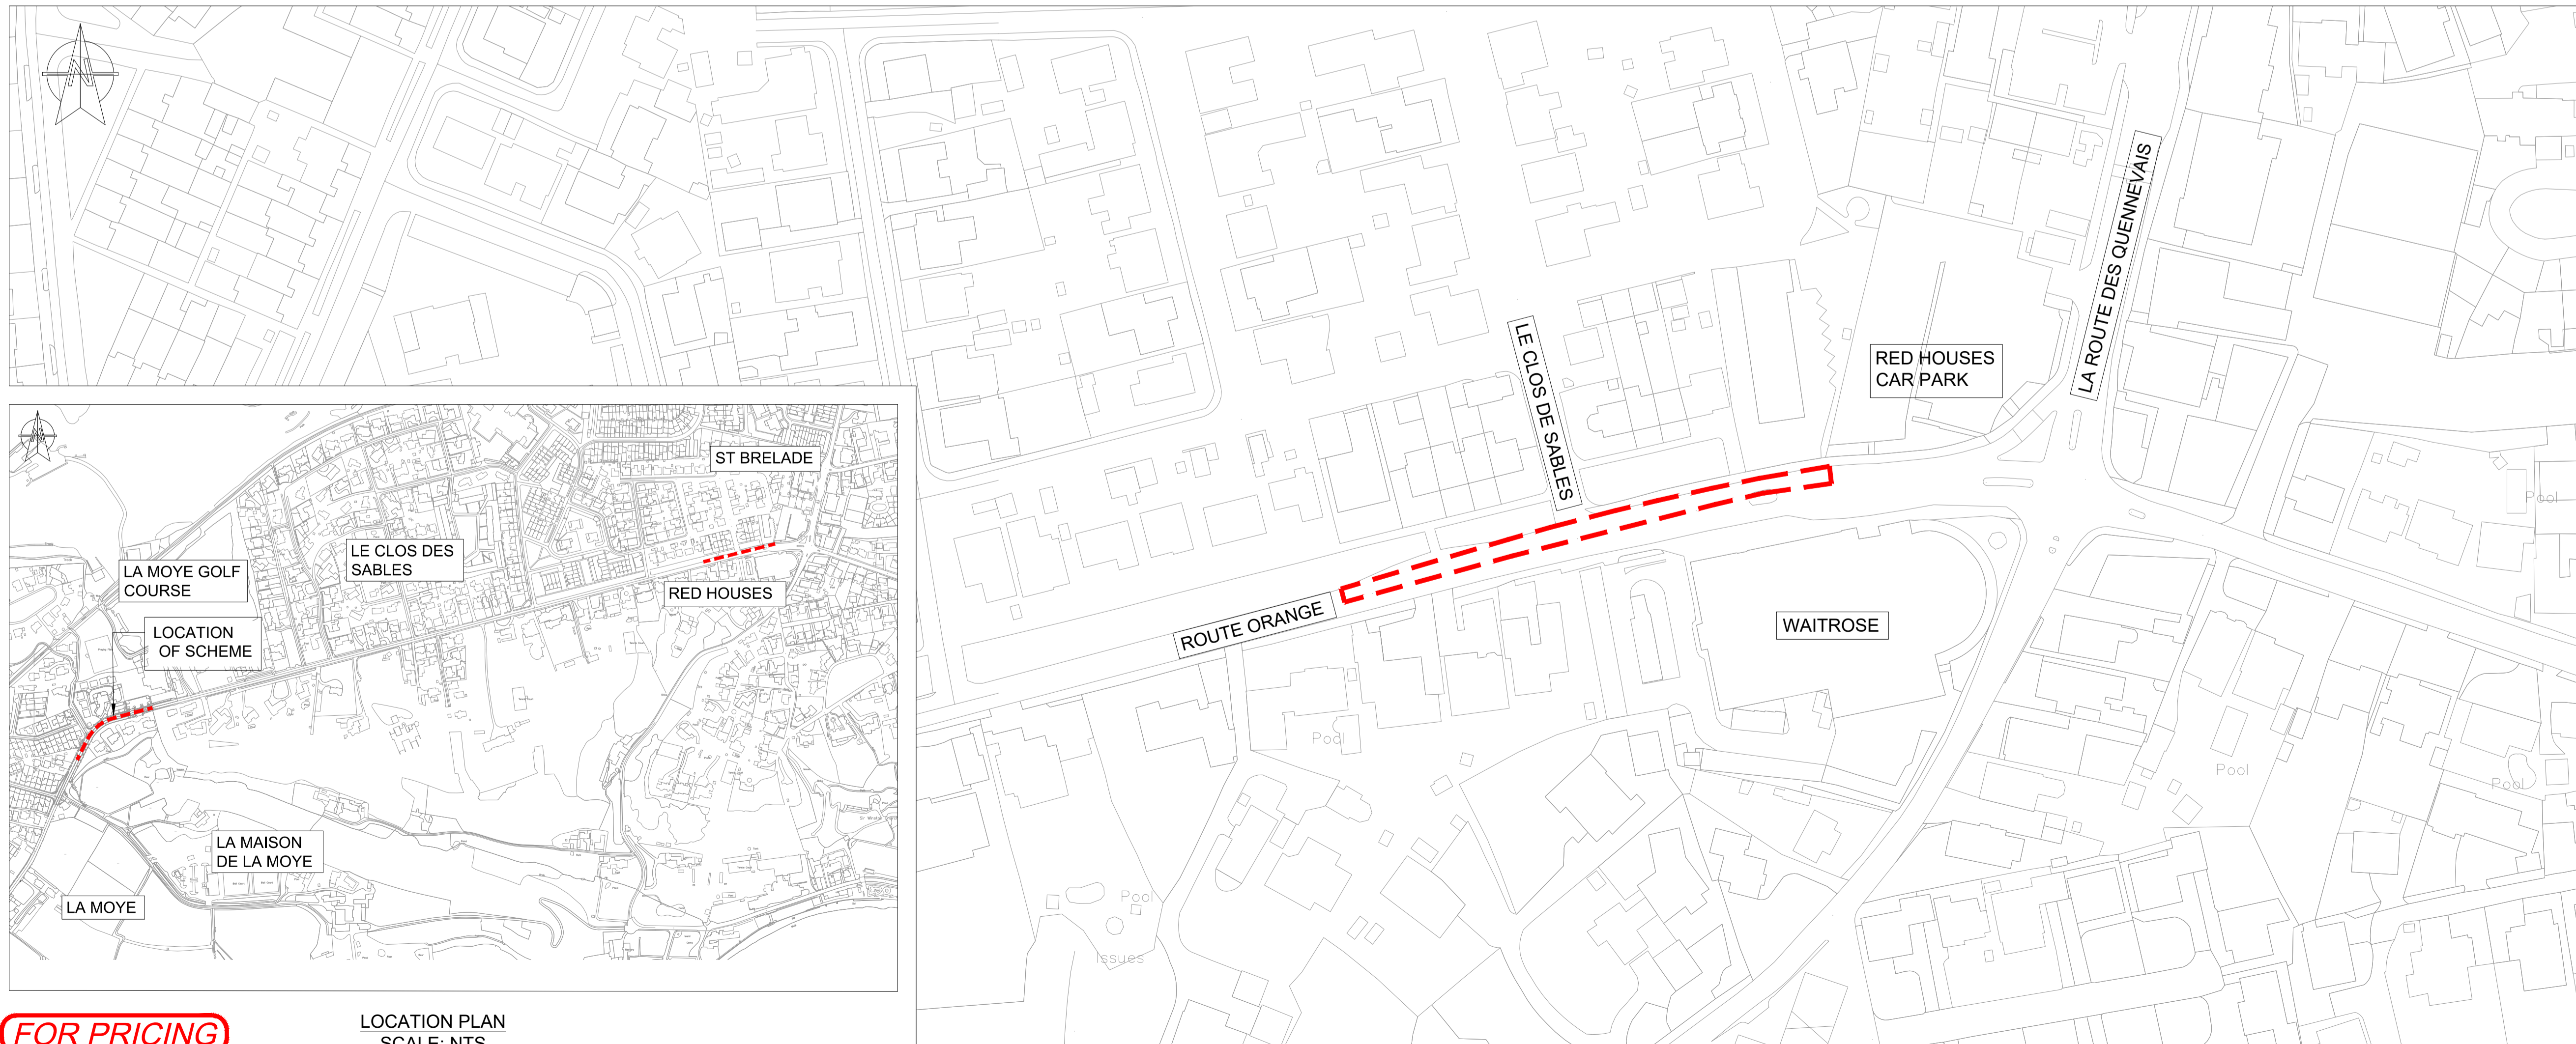 N
LA ROUTE DES QUENNEVAIS
LE CLOS DE SABLES
RED HOUSES
CAR PARK
ROUTE ORANGE
WAITROSE
Pool
Pool
Pool
Pool
Pool
Issues
N
ST BRELADE
LE CLOS DES
SABLES
LA MOYE GOLF
COURSE
RED HOUSES
LOCATION
OF SCHEME
LA MAISON
DE LA MOYE
LA MOYE
FOR PRICING
LOCATION PLAN
SCALE: NTS